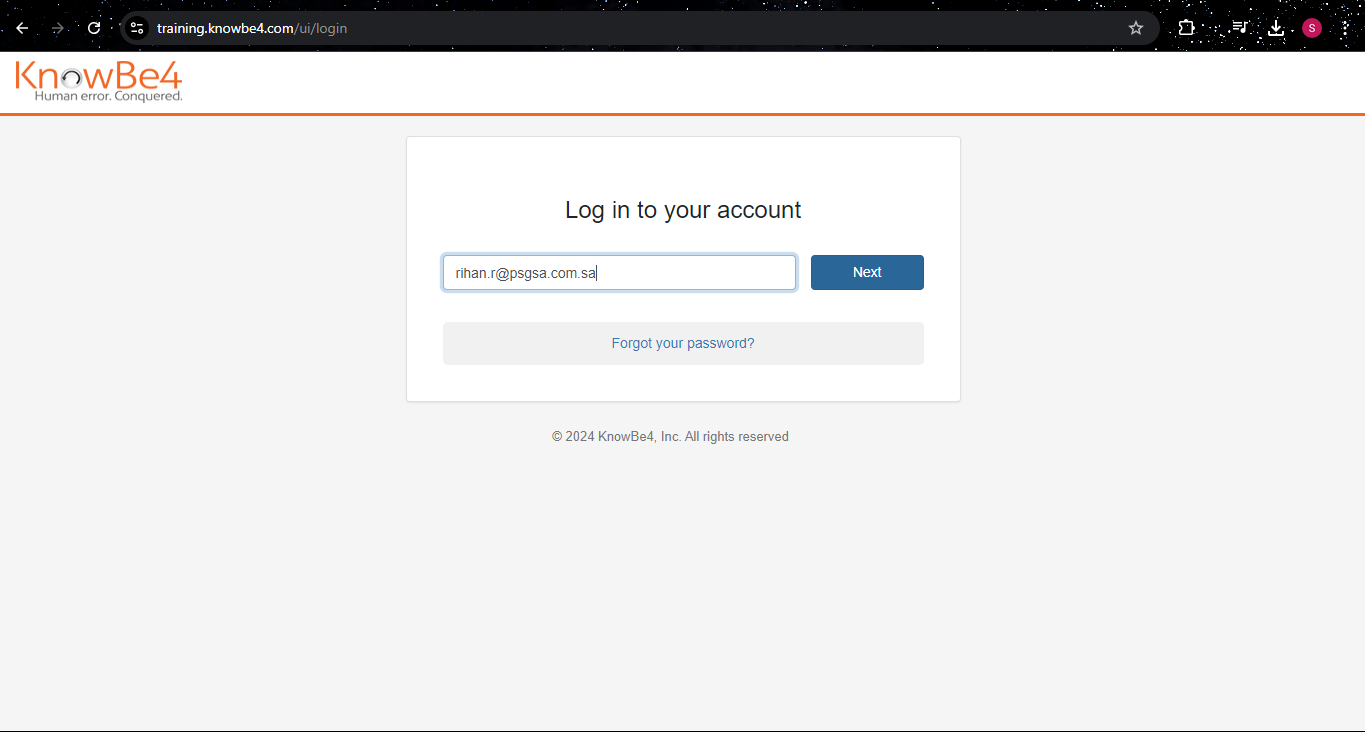 training.knowbe4.com/ui/login
S
KnowBe4
Human error. Conquered.
Log in to your account
rihan.r@psgsa.com.sa
Next
Forgot your password?
© 2024 KnowBe4, Inc. All rights reserved